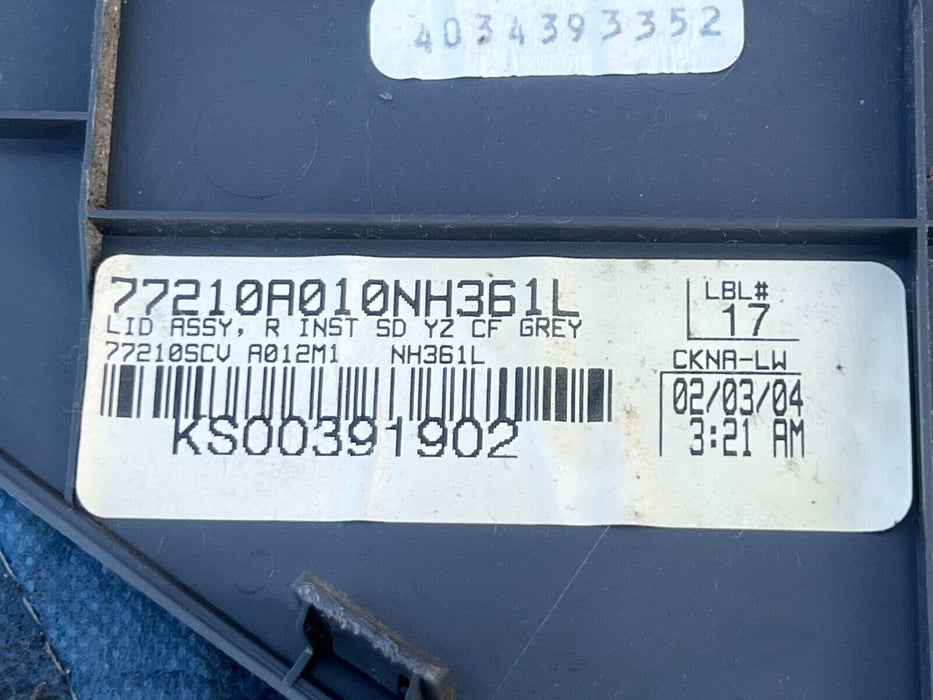 4034393352
77210A010NH361L
LID ASSY, R INST SD YZ CF GREY
77210SCV A012M1 NH361L
KS00391902
LBL#
17
CKNA-LW
02/03/04
3:21 AM